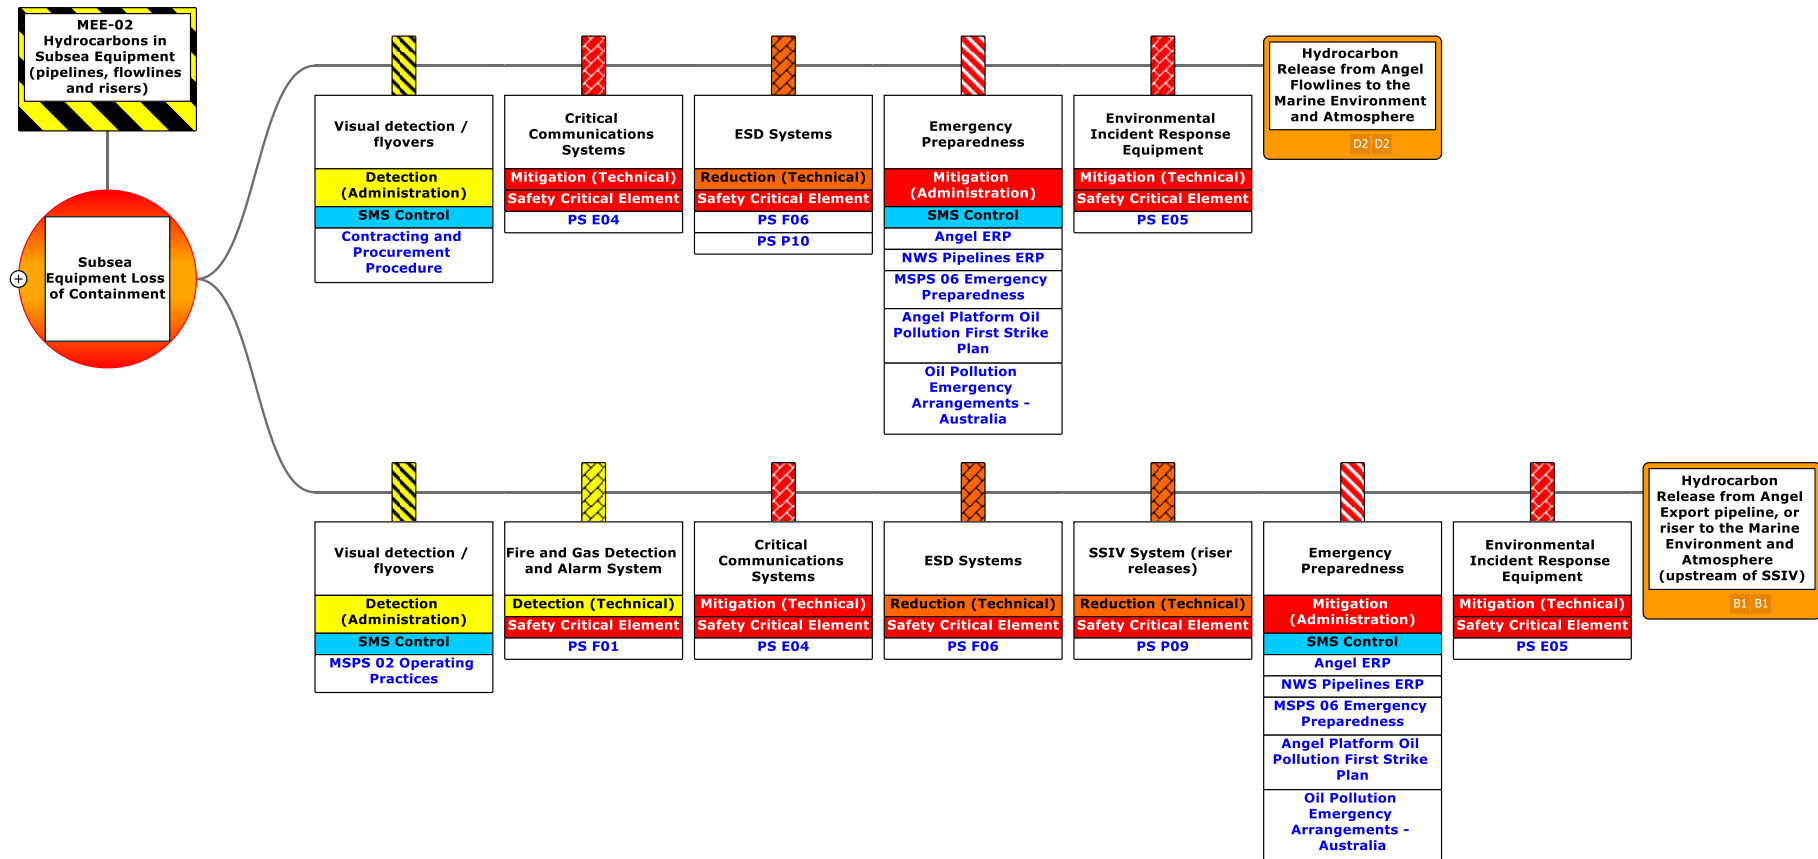 MEE-02
Hydrocarbons in
Subsea Equipment
(pipelines, flowlines
and risers)
Subsea
Equipment Loss
of Containment
+
Visual detection /
flyovers
Detection
(Administration)
SMS Control
Contracting and
Procurement
Procedure
Critical
Communications
Systems
Mitigation (Technical)
Safety Critical Element
PS E04
ESD Systems
Reduction (Technical)
Safety Critical Element
PS F06
PS P10
Emergency
Preparedness
Mitigation
(Administration)
SMS Control
Angel ERP
NWS Pipelines ERP
MSPS 06 Emergency
Preparedness
Angel Platform Oil
Pollution First Strike
Plan
Oil Pollution
Emergency
Arrangements -
Australia
Environmental
Incident Response
Equipment
Mitigation (Technical)
Safety Critical Element
PS E05
Hydrocarbon
Release from Angel
Flowlines to the
Marine Environment
and Atmosphere
D2 D2
Visual detection /
flyovers
Detection
(Administration)
SMS Control
MSPS 02 Operating
Practices
Fire and Gas Detection
and Alarm System
Detection (Technical)
Safety Critical Element
PS F01
Critical
Communications
Systems
Mitigation (Technical)
Safety Critical Element
PS E04
ESD Systems
Reduction (Technical)
Safety Critical Element
PS F06
SSIV System (riser
releases)
Reduction (Technical)
Safety Critical Element
PS P09
Emergency
Preparedness
Mitigation
(Administration)
SMS Control
Angel ERP
NWS Pipelines ERP
MSPS 06 Emergency
Preparedness
Angel Platform Oil
Pollution First Strike
Plan
Oil Pollution
Emergency
Arrangements -
Australia
Environmental
Incident Response
Equipment
Mitigation (Technical)
Safety Critical Element
PS E05
Hydrocarbon
Release from Angel
Export pipeline, or
riser to the Marine
Environment and
Atmosphere
(upstream of SSIV)
B1 B1